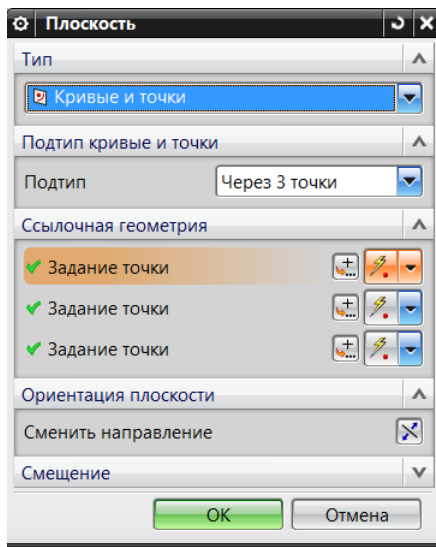 Плоскость
Тип
Кривые и точки
Подтип кривые и точки
Подтип Через 3 точки
Ссылочная геометрия
Задание точки
Задание точки
Задание точки
Ориентация плоскости
Сменить направление
Смещение
OK Отмена